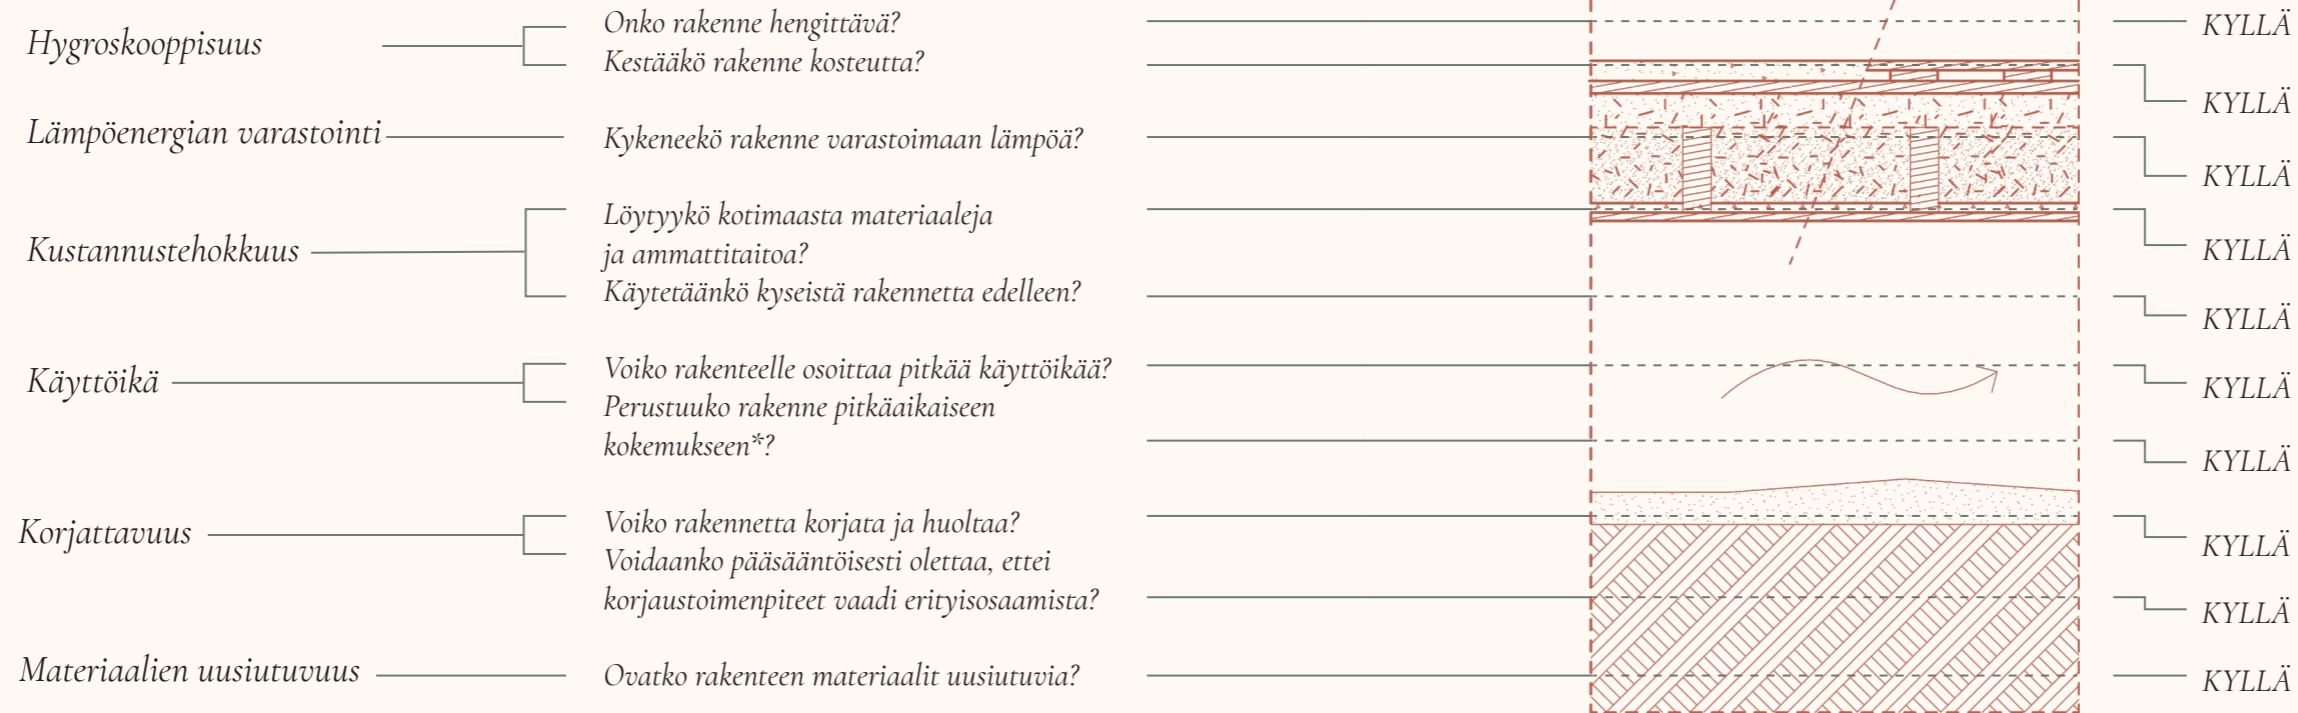 Hygroskooppisuus
Onko rakenne hengittävä?
KYLLÄ
Kestääkö rakenne kosteutta?
KYLLÄ
Lämpöenergian varastointi
Kykeneekö rakenne varastoimaan lämpöä?
KYLLÄ
Kustannustehokkuus
Löytyykö kotimaasta materiaaleja
ja ammattitaitoa?
KYLLÄ
Käytetäänkö kyseistä rakennetta edelleen?
KYLLÄ
Käyttöikä
Voiko rakenteelle osoittaa pitkää käyttöikää?
KYLLÄ
Perustuuko rakenne pitkäaikaiseen
kokemukseen*?
KYLLÄ
Korjattavuus
Voiko rakennetta korjata ja huoltaa?
KYLLÄ
Voidaanko pääsääntöisesti olettaa, ettei
korjaustoimenpiteet vaadi erityisosaamista?
KYLLÄ
Materiaalien uusiutuvuus
Ovatko rakenteen materiaalit uusiutuvia?
KYLLÄ